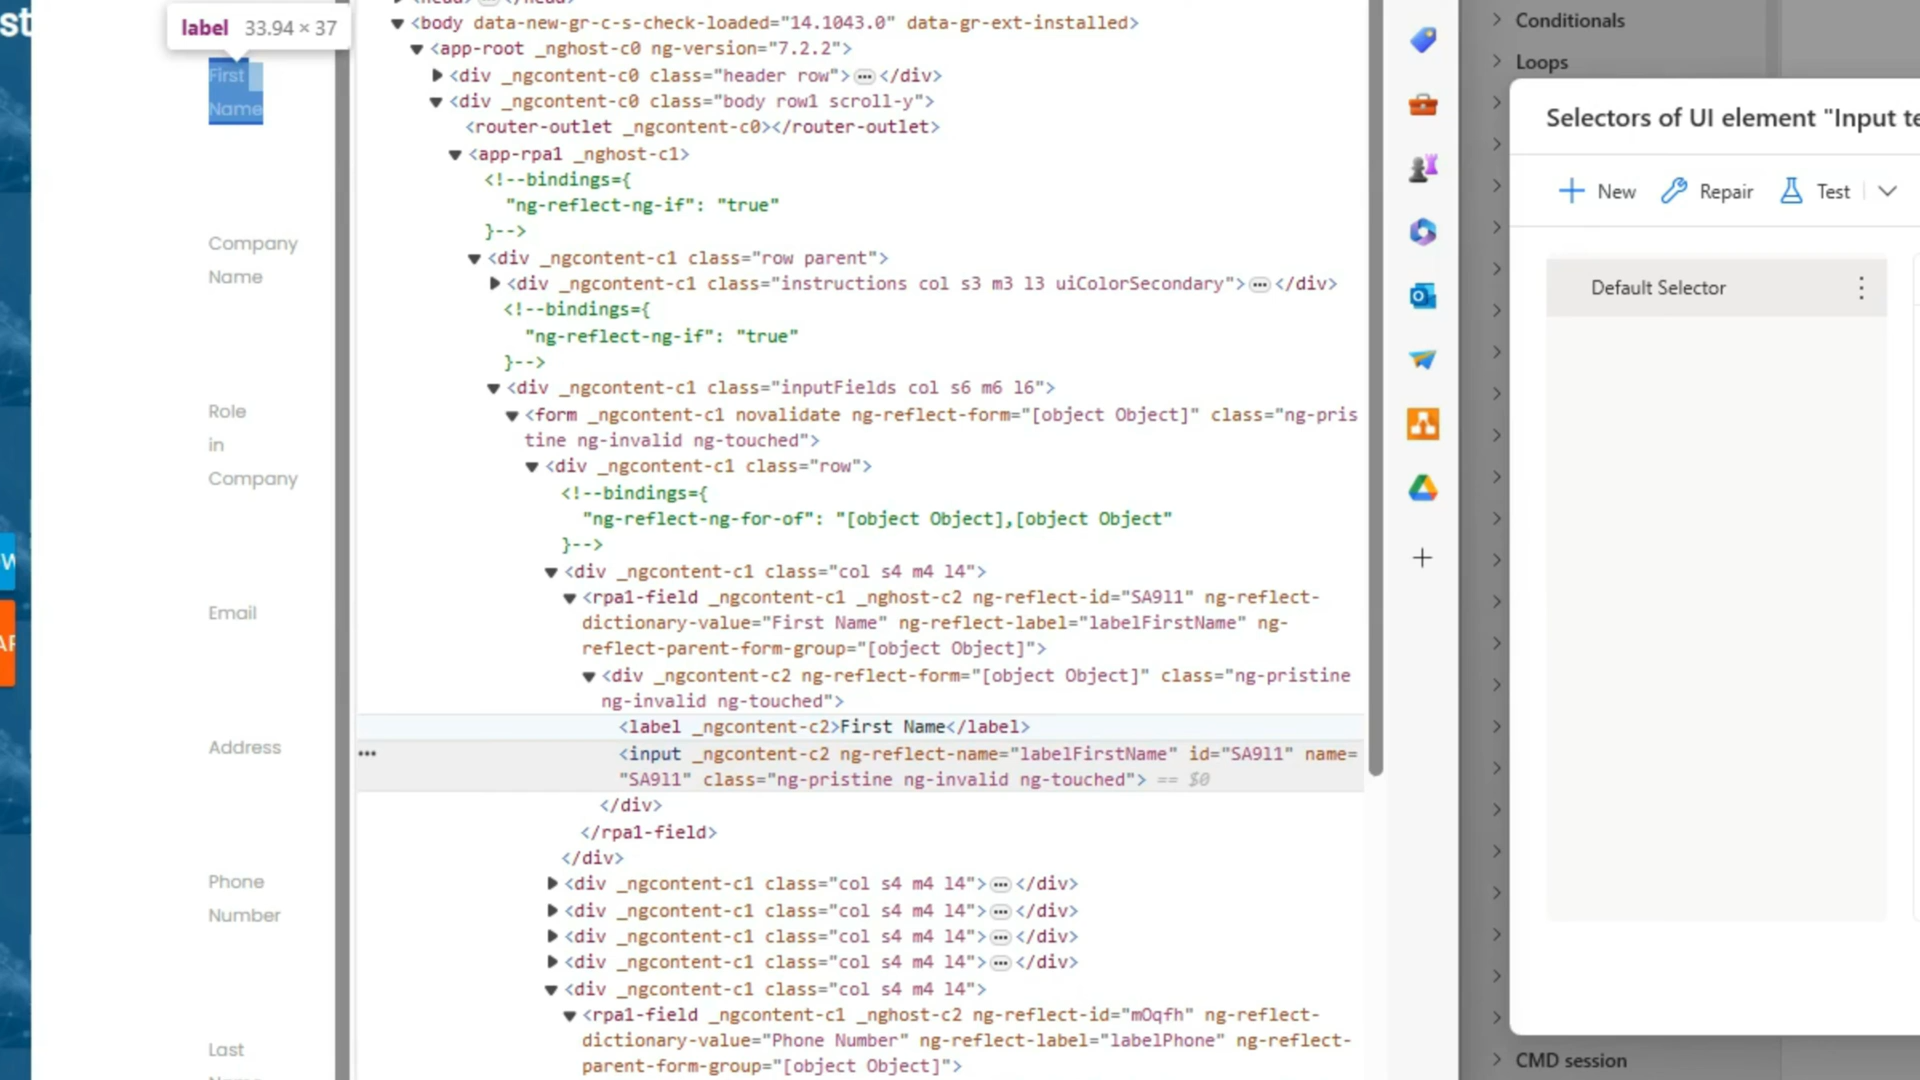 st
label 33.94 × 37
First
Name
Company
Name
Role
in
Company
Email
Address
Phone
Number
Last
<body data-new-gr-c-s-check-loaded="14.1043.0" data-gr-ext-installed>
<app-root _nghost-c0 ng-version="7.2.2">
<div _ngcontent-c0 class="header row"> </div>
<div _ngcontent-c0 class="body row1 scroll-y">
<router-outlet _ngcontent-c0></router-outlet>
<app-rpa1 _nghost-c1>
<!--bindings={
"ng-reflect-ng-if": "true"
}-->
<div _ngcontent-c1 class="row parent">
<div _ngcontent-c1 class="instructions col s3 m3 l3 uiColorSecondary"> </div>
<!--bindings={
"ng-reflect-ng-if": "true"
}-->
<div _ngcontent-c1 class="inputFields col s6 m6 l6">
<form _ngcontent-c1 novalidate ng-reflect-form="[object Object]" class="ng-pris
tine ng-invalid ng-touched">
<div _ngcontent-c1 class="row">
<!--bindings={
"ng-reflect-ng-for-of": "[object Object],[object Object"
}-->
<div _ngcontent-c1 class="col s4 m4 l4">
<rpa1-field _ngcontent-c1 _nghost-c2 ng-reflect-id="SA9l1" ng-reflect-
dictionary-value="First Name" ng-reflect-label="labelFirstName" ng-
reflect-parent-form-group="[object Object]">
<div _ngcontent-c2 ng-reflect-form="[object Object]" class="ng-pristine
ng-invalid ng-touched">
<label _ngcontent-c2>First Name</label>
<input _ngcontent-c2 ng-reflect-name="labelFirstName" id="SA9l1" name=
"SA9l1" class="ng-pristine ng-invalid ng-touched"> == $0
</div>
</rpa1-field>
</div>
<div _ngcontent-c1 class="col s4 m4 l4"> </div>
<div _ngcontent-c1 class="col s4 m4 l4"> </div>
<div _ngcontent-c1 class="col s4 m4 l4"> </div>
<div _ngcontent-c1 class="col s4 m4 l4"> </div>
<div _ngcontent-c1 class="col s4 m4 l4">
<rpa1-field _ngcontent-c1 _nghost-c2 ng-reflect-id="mOqfh" ng-reflect-
dictionary-value="Phone Number" ng-reflect-label="labelPhone" ng-reflect-
parent-form-group="[object Object]">
Conditionals
Loops
Selectors of UI element "Input te
New Repair Test
Default Selector
CMD session